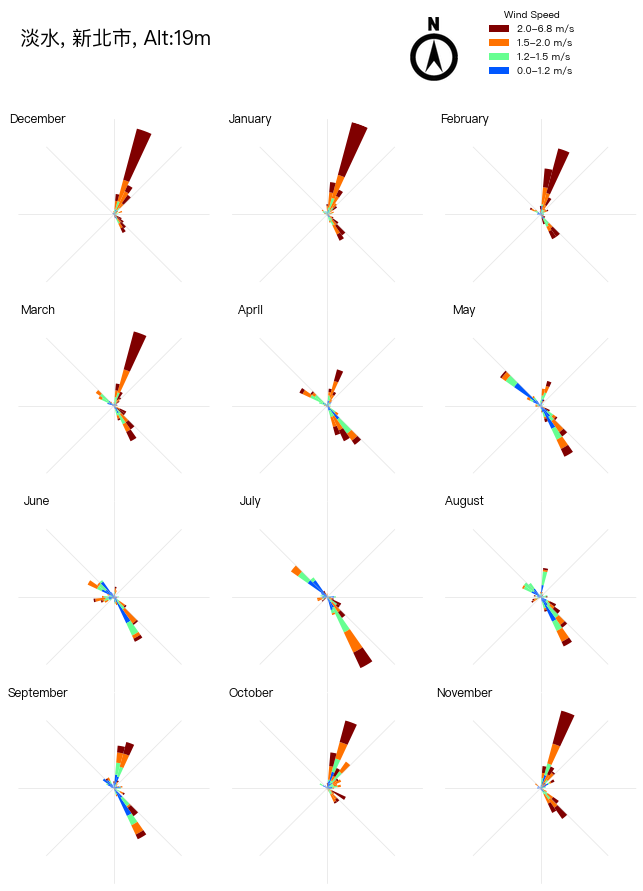 淡水, 新北市, Alt:19m
N
Wind Speed
2.0–6.8 m/s
1.5–2.0 m/s
1.2–1.5 m/s
0.0–1.2 m/s
December
January
February
March
April
May
June
July
August
September
October
November